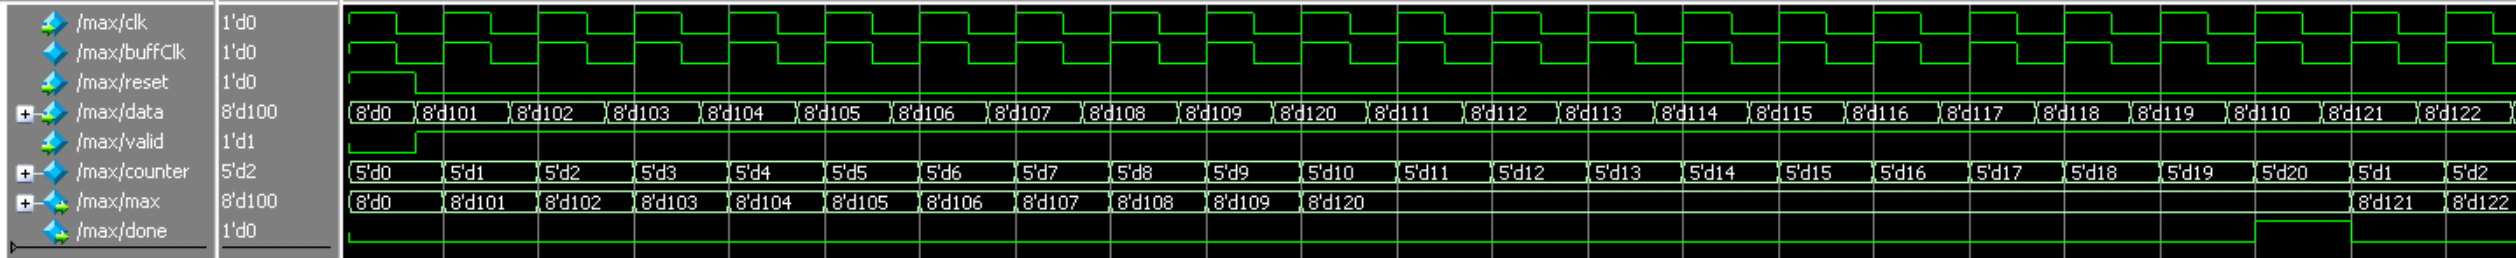 /max/clk 1'd0
/max/buffClk 1'd0
/max/reset 1'd0
/max/data 8'd100 8'd0 8'd101 8'd102 8'd103 8'd104 8'd105 8'd106 8'd107 8'd108 8'd109 8'd120 8'd111 8'd112 8'd113 8'd114 8'd115 8'd116 8'd117 8'd118 8'd119 8'd110 8'd121 8'd122
/max/valid 1'd1
/max/counter 5'd2 5'd0 5'd1 5'd2 5'd3 5'd4 5'd5 5'd6 5'd7 5'd8 5'd9 5'd10 5'd11 5'd12 5'd13 5'd14 5'd15 5'd16 5'd17 5'd18 5'd19 5'd20 5'd1 5'd2
/max/max 8'd100 8'd0 8'd101 8'd102 8'd103 8'd104 8'd105 8'd106 8'd107 8'd108 8'd109 8'd120 8'd121 8'd122
/max/done 1'd0